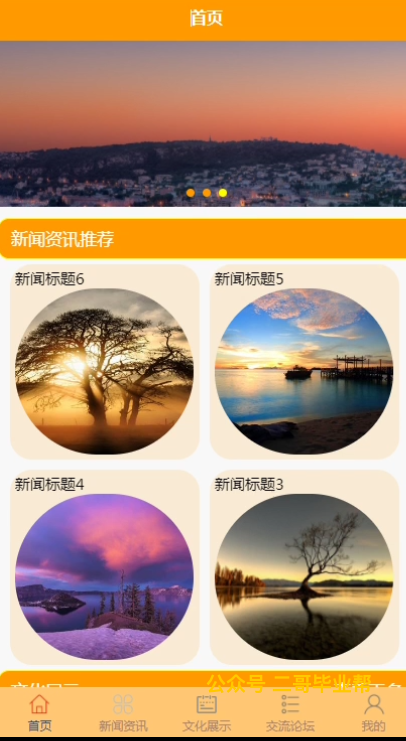 首页
新闻资讯推荐
新闻标题6
新闻标题5
新闻标题4
新闻标题3
公众号 二哥毕业帮
首页
新闻资讯
文化展示
交流论坛
我的